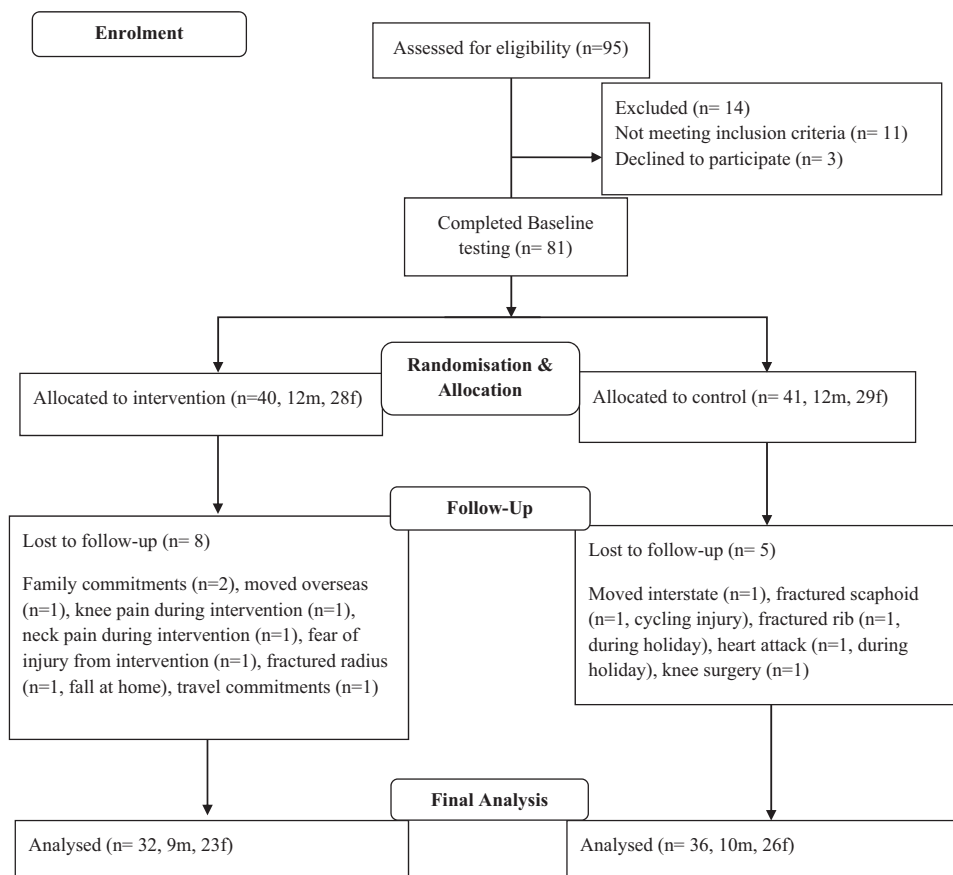 Enrolment
Assessed for eligibility (n=95)
Excluded (n= 14)
Not meeting inclusion criteria (n= 11)
Declined to participate (n= 3)
Completed Baseline
testing (n= 81)
Randomisation &
Allocation
Allocated to intervention (n=40, 12m, 28f)
Allocated to control (n= 41, 12m, 29f)
Follow-Up
Lost to follow-up (n= 8)
Family commitments (n=2), moved overseas
(n=1), knee pain during intervention (n=1),
neck pain during intervention (n=1), fear of
injury from intervention (n=1), fractured radius
(n=1, fall at home), travel commitments (n=1)
Lost to follow-up (n= 5)
Moved interstate (n=1), fractured scaphoid
(n=1, cycling injury), fractured rib (n=1,
during holiday), heart attack (n=1, during
holiday), knee surgery (n=1)
Final Analysis
Analysed (n= 32, 9m, 23f)
Analysed (n= 36, 10m, 26f)